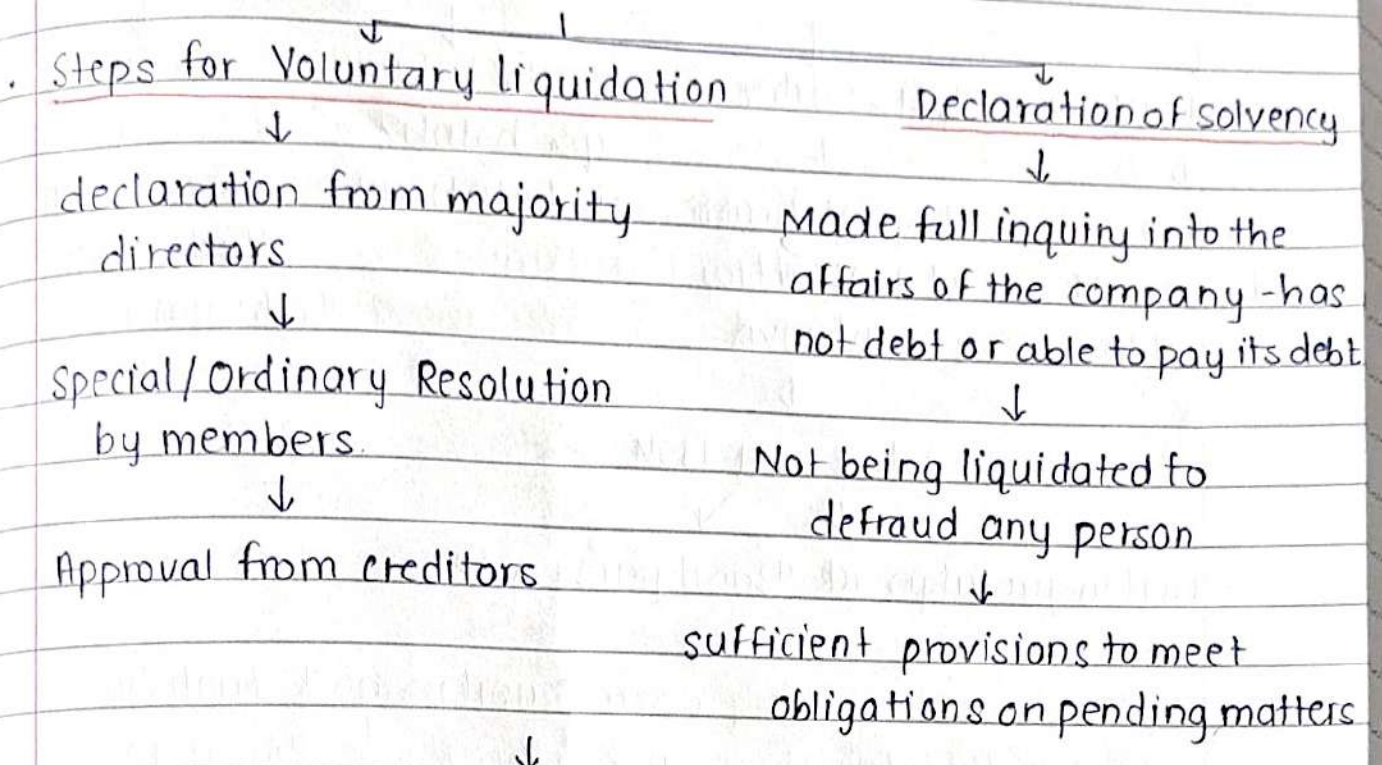 Steps for Voluntary liquidation
↓
declaration from majority
directors
↓
Special/Ordinary Resolution
by members.
↓
Approval from creditors
Declaration of solvency
↓
Made full inquiry into the
affairs of the company - has
not debt or able to pay its debt
↓
Not being liquidated to
defraud any person
↓
sufficient provisions to meet
obligations on pending matters
↓